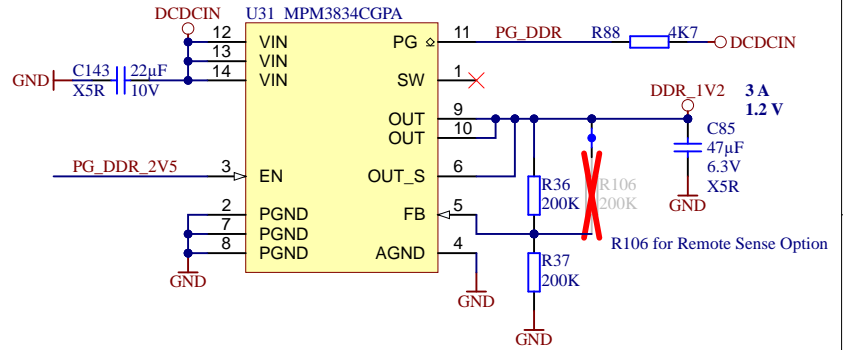 DCDCIN
U31 MPM3834CGPA
12
13
14
VIN
VIN
VIN
PG
11
PG_DDR
R88
4K7
DCDCIN
GND
C143
X5R
22µF
10V
SW
1
DDR_1V2
3 A
1.2 V
OUT
OUT
9
10
C85
47µF
6.3V
X5R
GND
PG_DDR_2V5
3
EN
OUT_S
6
R36
200K
R106
200K
2
7
8
PGND
PGND
PGND
FB
5
R106 for Remote Sense Option
AGND
4
R37
200K
GND
GND
GND